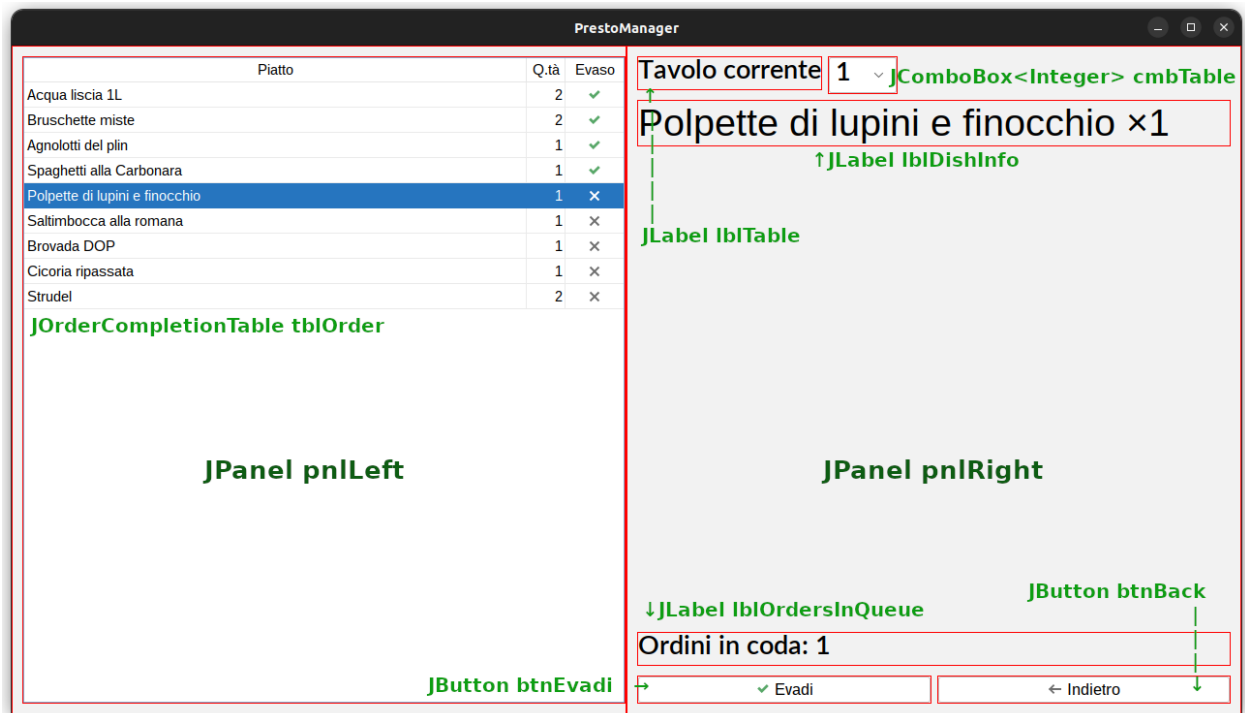 PrestoManager
Piatto Q.tà Evaso
Acqua liscia 1L 2 ✓
Bruschette miste 2 ✓
Agnolotti del plin 1 ✓
Spaghetti alla Carbonara 1 ✓
Polpette di lupini e finocchio 1 ×
Saltimbocca alla romana 1 ×
Brovada DOP 1 ×
Cicoria ripassata 1 ×
Strudel 2 ×
JOrderCompletionTable tblOrder
JPanel pnlLeft
JButton btnEvadi →
Tavolo corrente 1 JComboBox<Integer> cmbTable
Polpette di lupini e finocchio ×1
↑JLabel lblDishInfo
JLabel lblTable
JPanel pnlRight
JButton btnBack
↓JLabel lblOrdersInQueue
Ordini in coda: 1
✓ Evadi
← Indietro